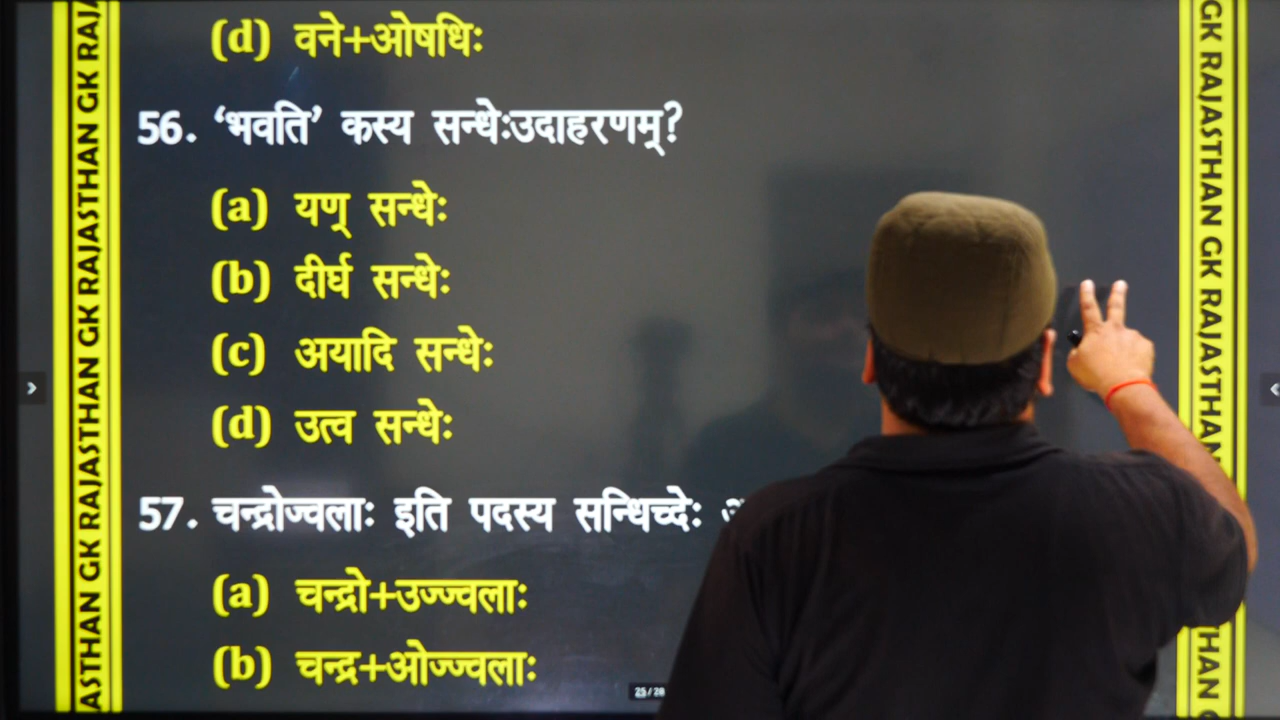 (d) वने+ओषधिः
56. ‘भवति’ कस्य सन्धेःउदाहरणम्?
(a) यण् सन्धेः
(b) दीर्घ सन्धेः
(c) अयादि सन्धेः
(d) उत्व सन्धेः
57. चन्द्रोज्वलाः इति पदस्य सन्धिच्देः
(a) चन्द्रो+उज्ज्वलाः
(b) चन्द्र+ओज्ज्वलाः
25/28
ASTHAN GK RAJASTHAN GK RAJASTHAN GK RAJ
GK RAJASTHAN GK RAJASTHAN
THAN